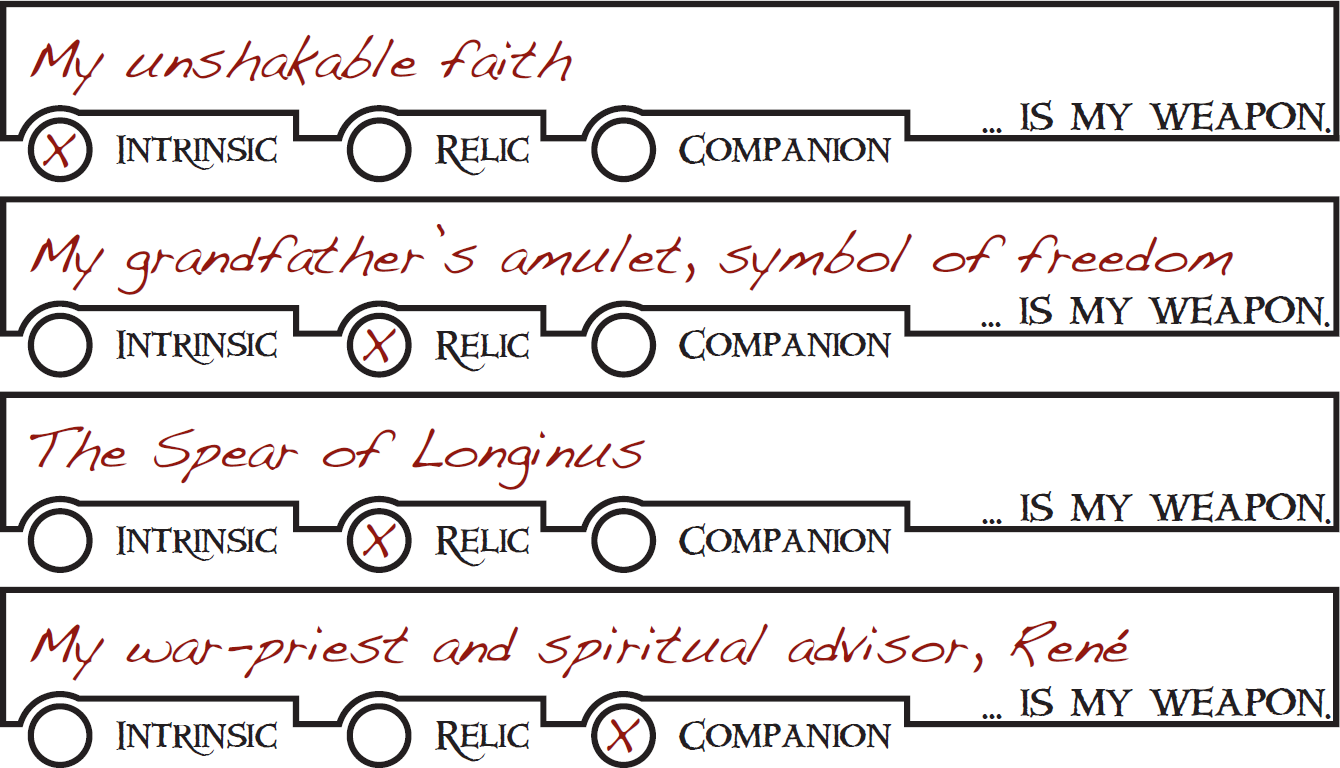 My unshakable faith
... IS MY WEAPON.
X INTRINSIC RELIC COMPANION
My grandfather's amulet, symbol of freedom
... IS MY WEAPON.
INTRINSIC X RELIC COMPANION
The Spear of Longinus
... IS MY WEAPON.
INTRINSIC X RELIC COMPANION
My war-priest and spiritual advisor, René
... IS MY WEAPON.
INTRINSIC RELIC X COMPANION